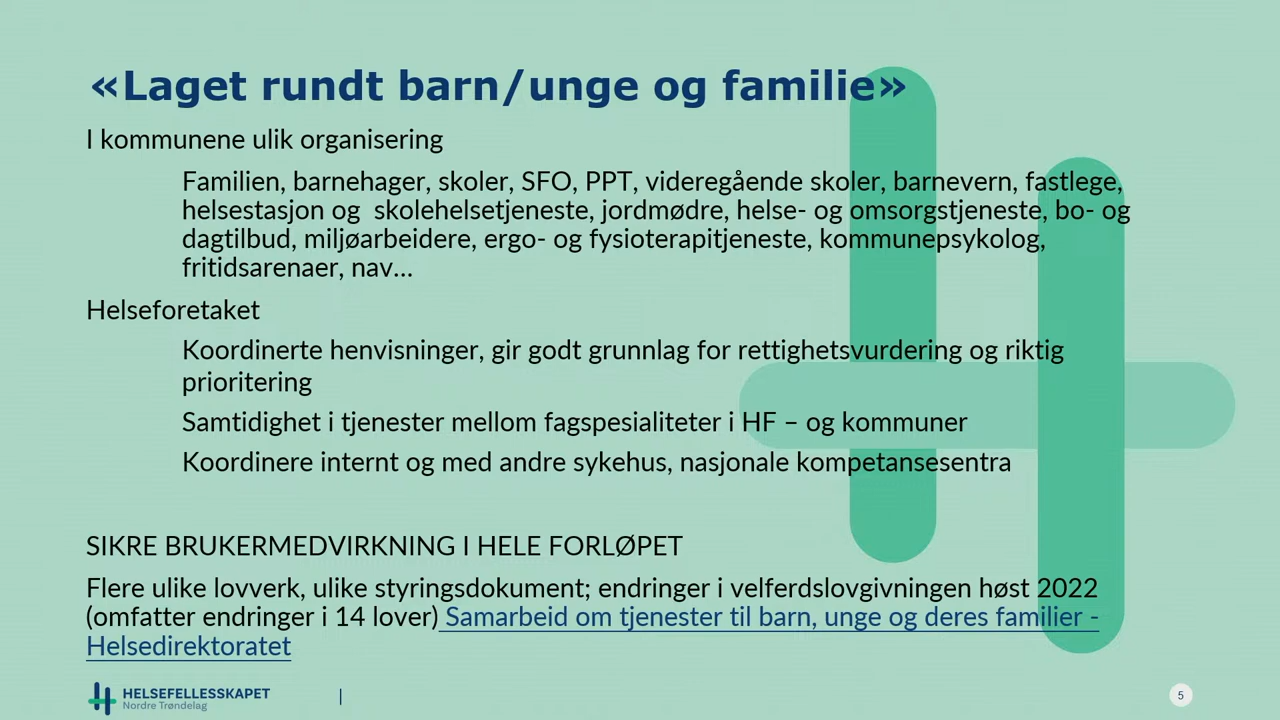 «Laget rundt barn/unge og familie»
I kommunene ulik organisering
Familien, barnehager, skoler, SFO, PPT, videregående skoler, barnevern, fastlege,
helsestasjon og  skolehelsetjeneste, jordmødre, helse- og omsorgstjeneste, bo- og
dagtilbud, miljøarbeidere, ergo- og fysioterapitjeneste, kommunepsykolog,
fritidsarenaer, nav...
Helseforetaket
Koordinerte henvisninger, gir godt grunnlag for rettighetsvurdering og riktig
prioritering
Samtidighet i tjenester mellom fagspesialiteter i HF – og kommuner
Koordinere internt og med andre sykehus, nasjonale kompetansesentra
SIKRE BRUKERMEDVIRKNING I HELE FORLØPET
Flere ulike lovverk, ulike styringsdokument; endringer i velferdslovgivningen høst 2022
(omfatter endringer i 14 lover) Samarbeid om tjenester til barn, unge og deres familier -
Helsedirektoratet
HELSEFELLESSKAPET
Nordre Trøndelag
|
5